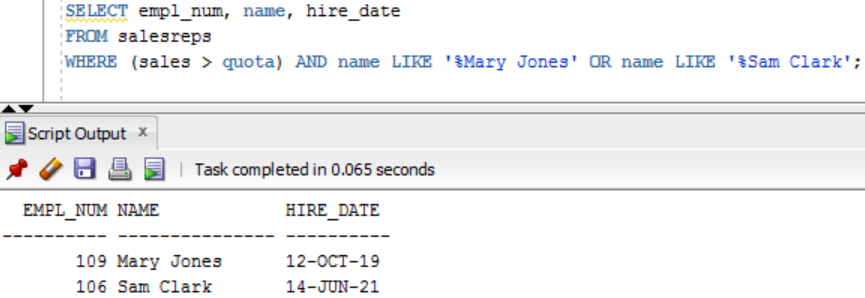 SELECT empl_num, name, hire_date
FROM salesreps
WHERE (sales > quota) AND name LIKE '%Mary Jones' OR name LIKE '%Sam Clark';
Script Output x
Task completed in 0.065 seconds
EMPL_NUM NAME HIRE_DATE
---------- --------------- ----------
109 Mary Jones 12-OCT-19
106 Sam Clark 14-JUN-21